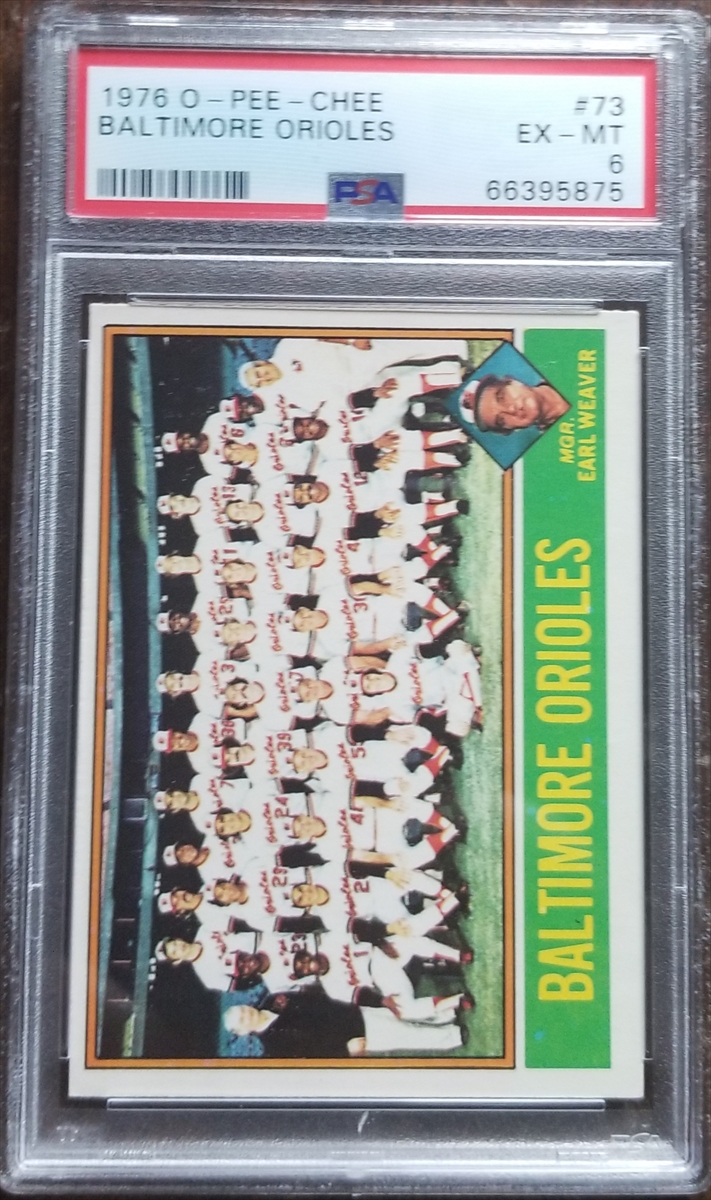 1976 O-PEE-CHEE #73
BALTIMORE ORIOLES EX-MT
6
PSA 66395875
MGR.
EARL WEAVER
BALTIMORE ORIOLES